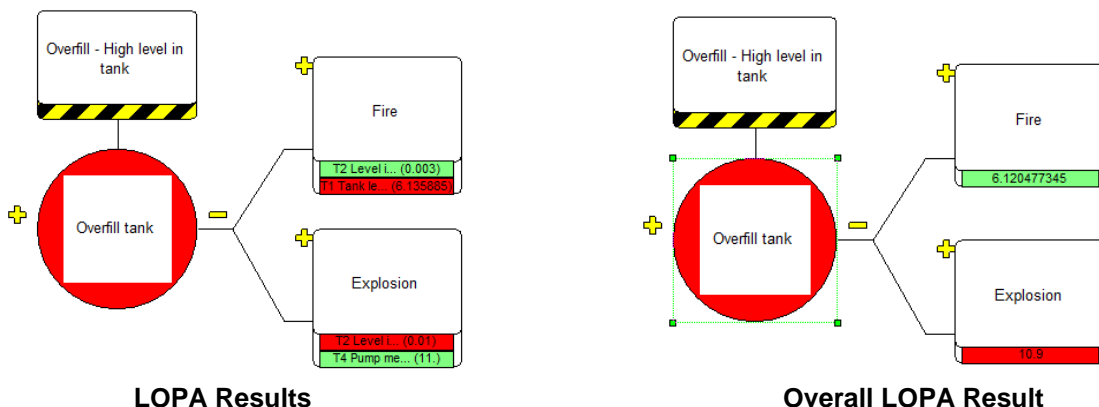 Overfill - High level in
tank
Fire
T2 Level i... (0.003)
T1 Tank le... (6.135885)
Overfill tank
Explosion
T2 Level i... (0.01)
T4 Pump me... (11.)
LOPA Results
Overfill - High level in
tank
Fire
6.120477345
Overfill tank
Explosion
10.9
Overall LOPA Result